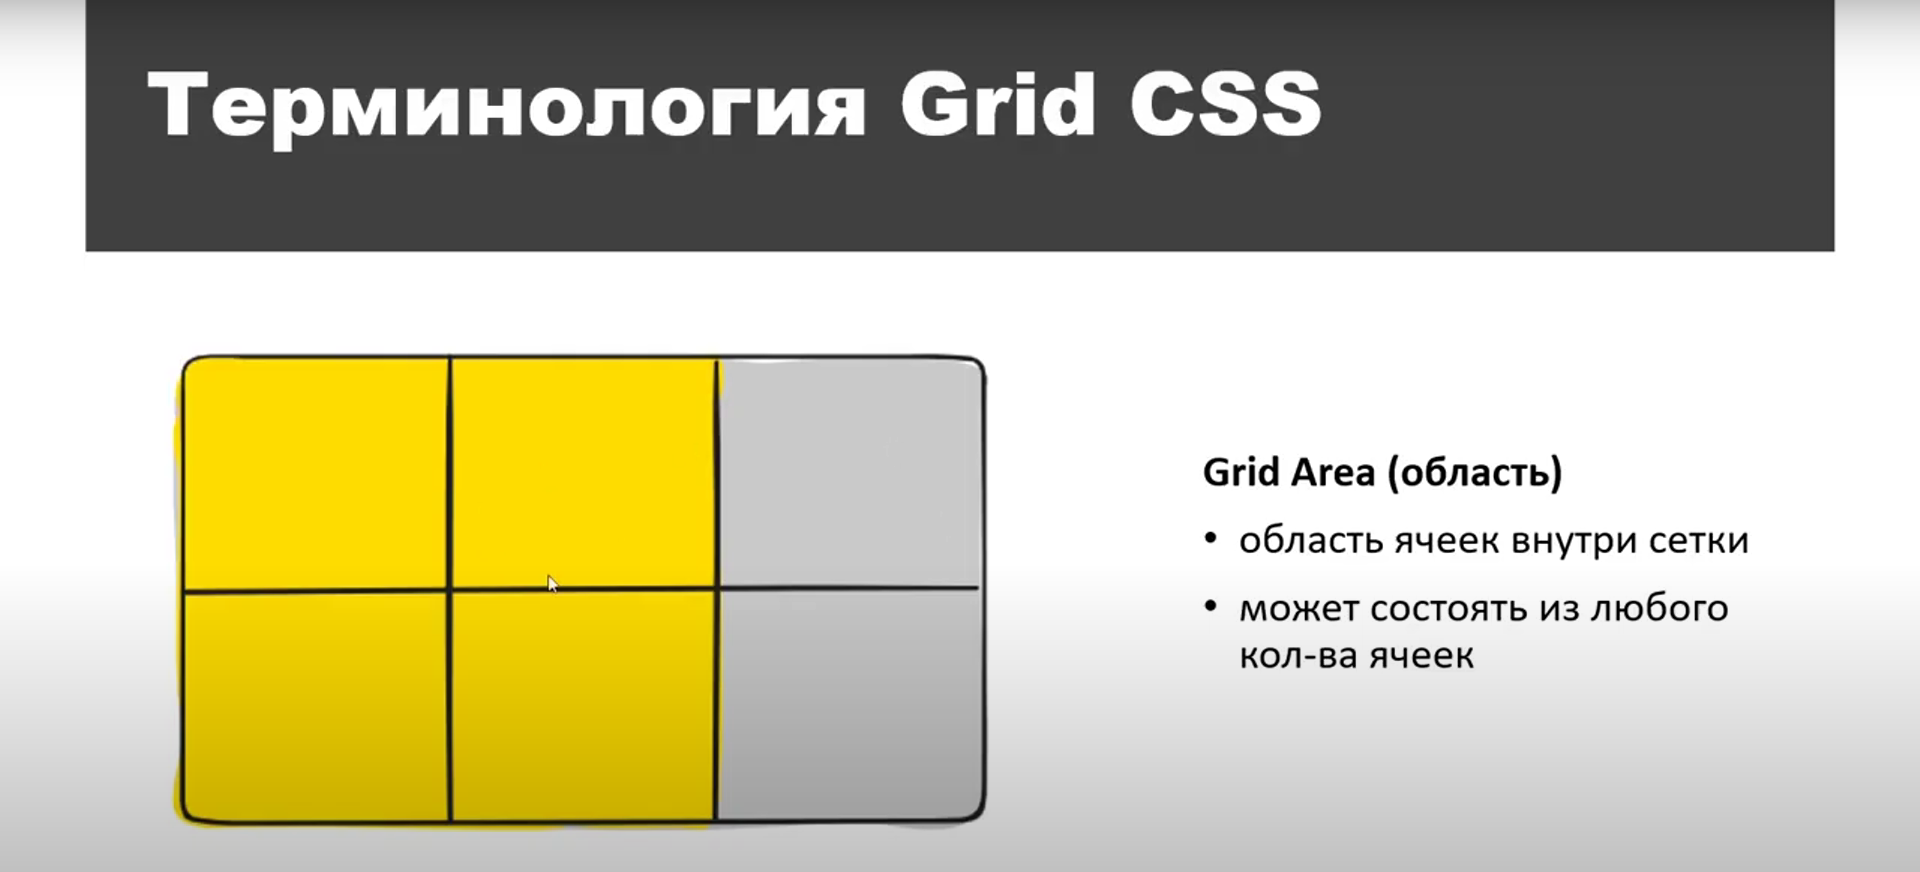 Терминология Grid CSS
Grid Area (область)
• область ячеек внутри сетки
• может состоять из любого
кол-ва ячеек